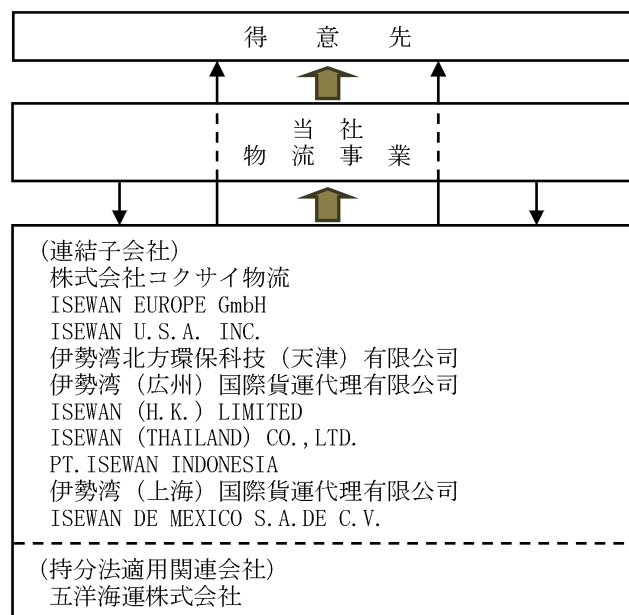 得意先
当社
物流事業
(連結子会社)
株式会社コクサイ物流
ISEWAN EUROPE GmbH
ISEWAN U.S.A. INC.
伊勢湾北方環保科技（天津）有限公司
伊勢湾（広州）国際貨運代理有限公司
ISEWAN (H.K.) LIMITED
ISEWAN (THAILAND) CO.,LTD.
PT.ISEWAN INDONESIA
伊勢湾（上海）国際貨運代理有限公司
ISEWAN DE MEXICO S.A.DE C.V.
(持分法適用関連会社)
五洋海運株式会社